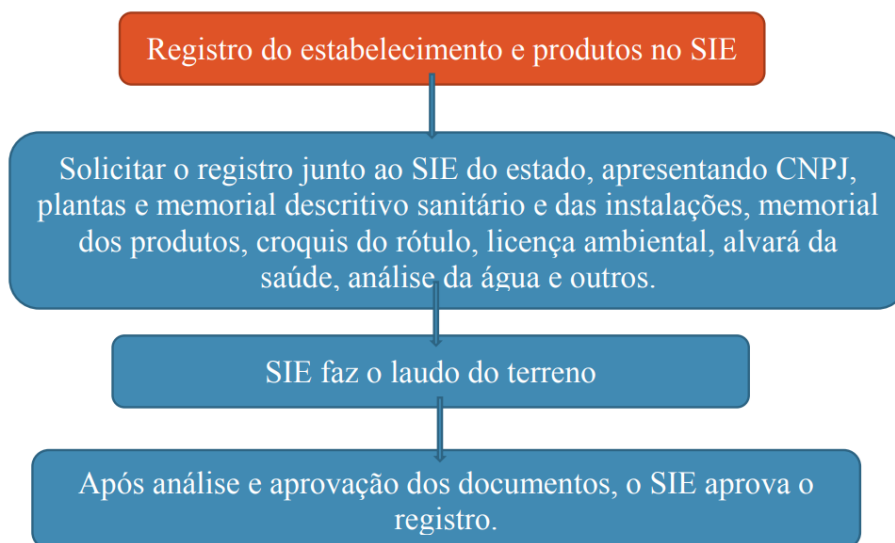 Registro do estabelecimento e produtos no SIE
Solicitar o registro junto ao SIE do estado, apresentando CNPJ,
plantas e memorial descritivo sanitário e das instalações, memorial
dos produtos, croquis do rótulo, licença ambiental, alvará da
saúde, análise da água e outros.
SIE faz o laudo do terreno
Após análise e aprovação dos documentos, o SIE aprova o
registro.